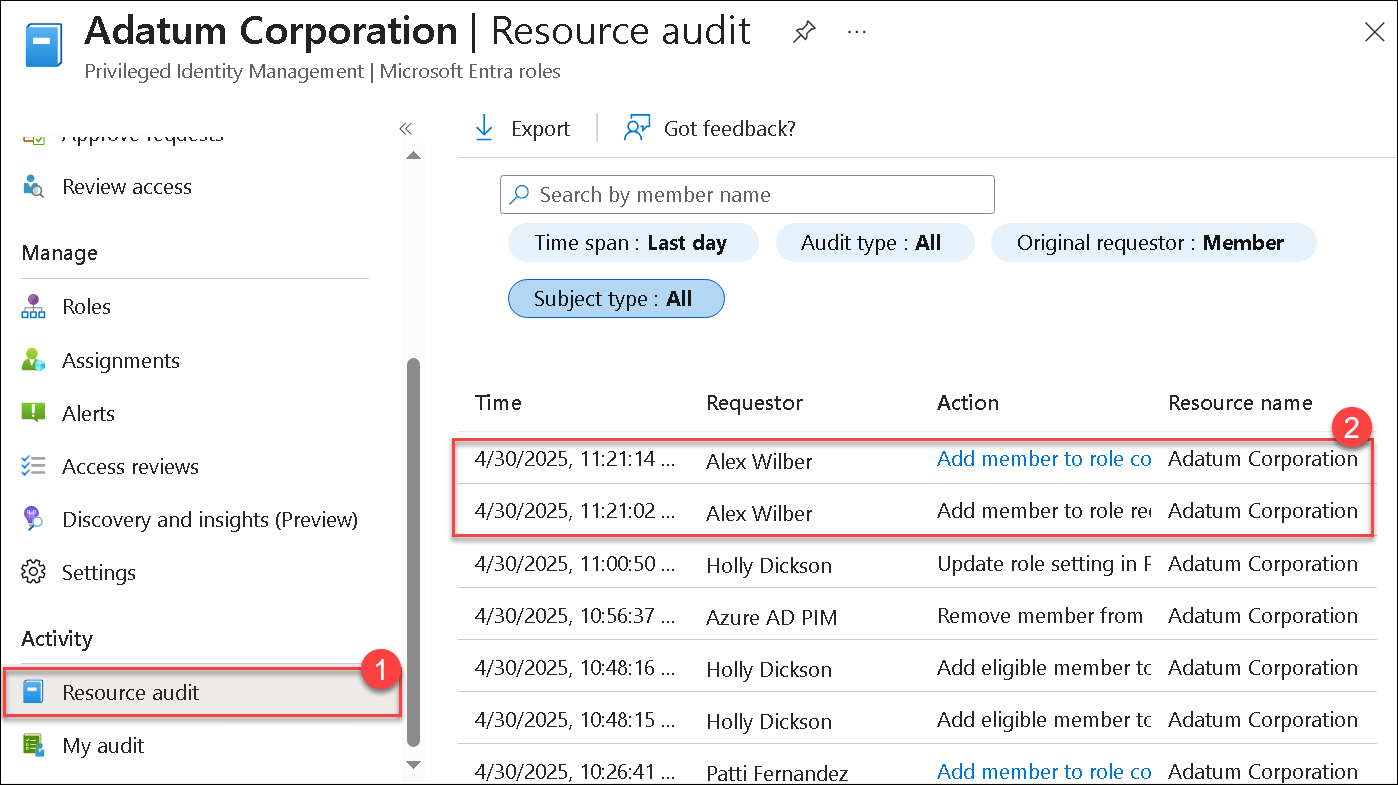 Adatum Corporation | Resource audit
Privileged Identity Management | Microsoft Entra roles
Approve requests
Review access
Manage
Roles
Assignments
Alerts
Access reviews
Discovery and insights (Preview)
Settings
Activity
Resource audit
1
My audit
Export
Got feedback?
Search by member name
Time span : Last day
Audit type : All
Original requestor : Member
Subject type : All
Time Requestor Action Resource name
2
4/30/2025, 11:21:14 ... Alex Wilber Add member to role co Adatum Corporation
4/30/2025, 11:21:02 ... Alex Wilber Add member to role rec Adatum Corporation
4/30/2025, 11:00:50 ... Holly Dickson Update role setting in P Adatum Corporation
4/30/2025, 10:56:37 ... Azure AD PIM Remove member from Adatum Corporation
4/30/2025, 10:48:16 ... Holly Dickson Add eligible member to Adatum Corporation
4/30/2025, 10:48:15 ... Holly Dickson Add eligible member to Adatum Corporation
4/30/2025, 10:26:41 ... Patti Fernandez Add member to role co Adatum Corporation